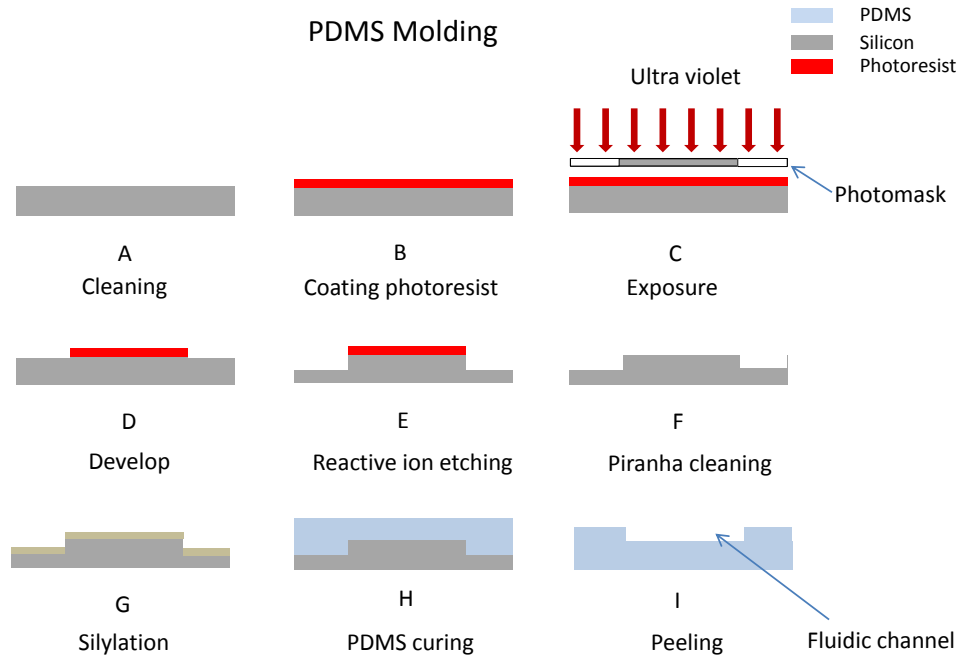 PDMS Molding
PDMS
Silicon
Photoresist
Ultra violet
Photomask
A
Cleaning
B
Coating photoresist
C
Exposure
D
Develop
E
Reactive ion etching
F
Piranha cleaning
G
Silylation
H
PDMS curing
I
Peeling
Fluidic channel